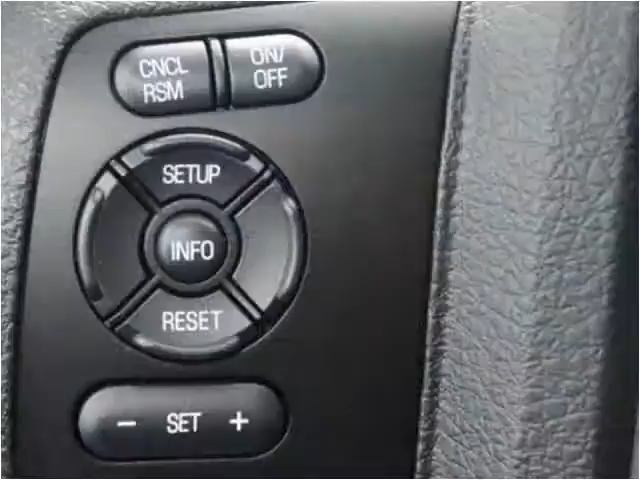 CNCL
RSM
ON/
OFF
SETUP
INFO
RESET
- SET +